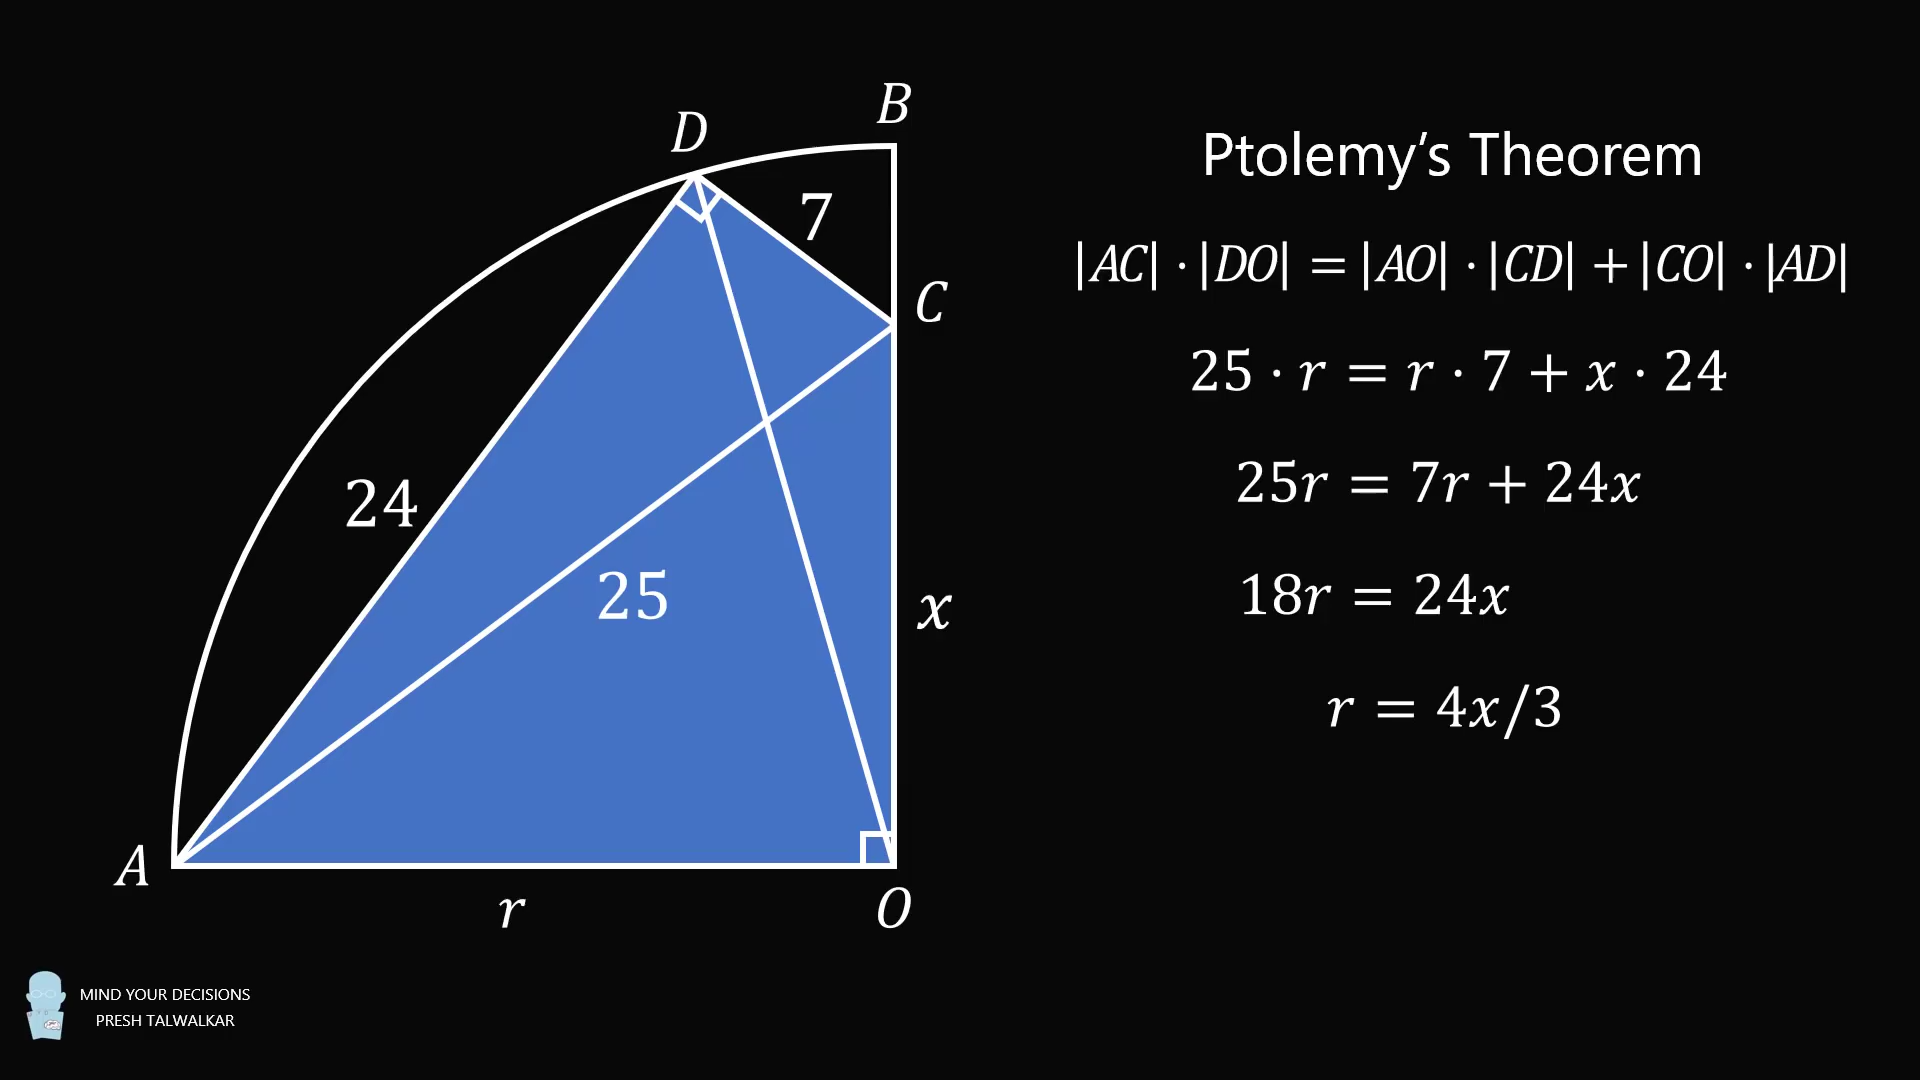 B
D
Ptolemy‘s Theorem
7
|AC| · |DO| = |AO| · |CD| + |CO| · |AD|
C
25 · r = r · 7 + x · 24
24
25r = 7r + 24x
25
x
18r = 24x
r = 4x/3
A
r
O
MIND YOUR DECISIONS
PRESH TALWALKAR